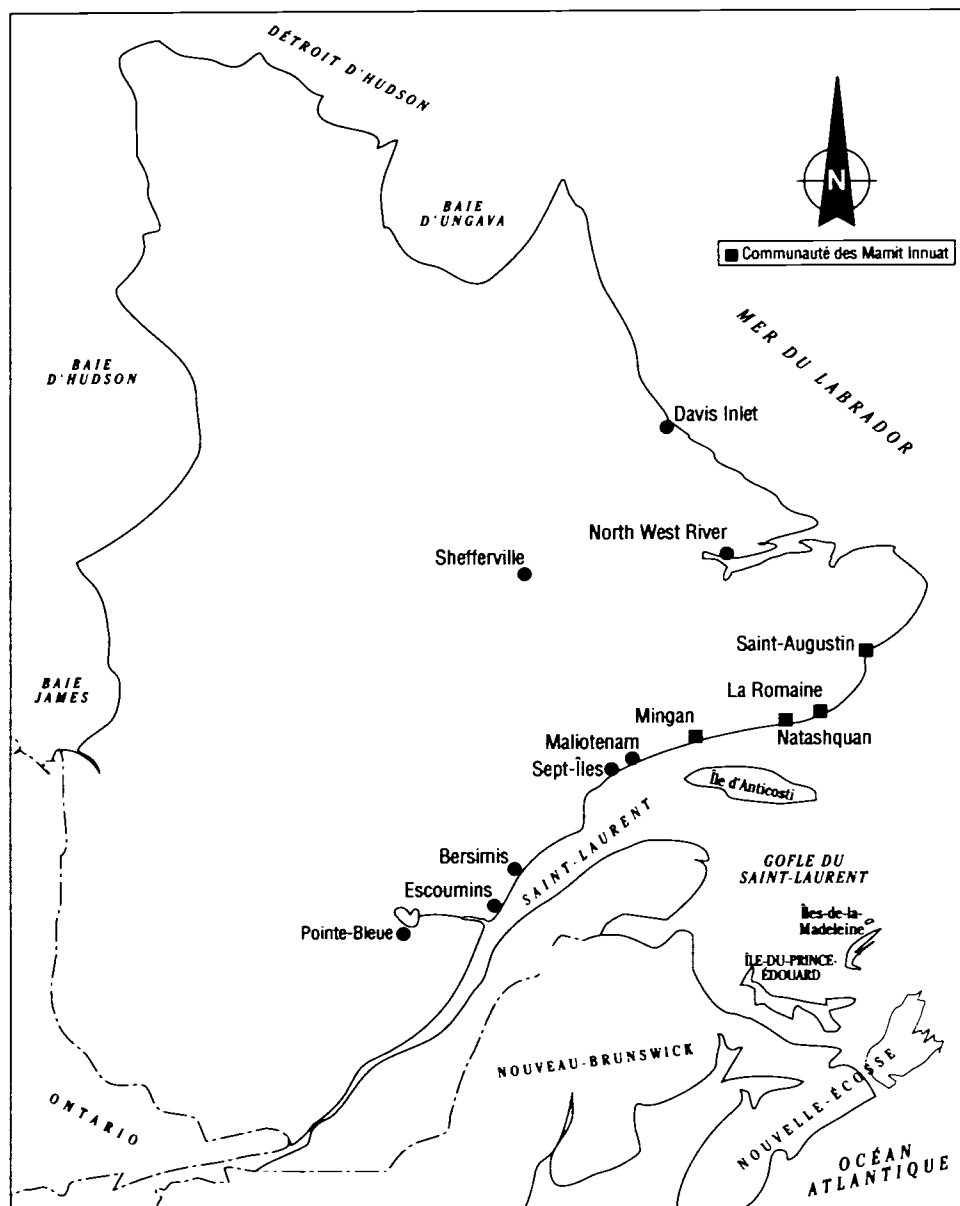 DÉTROIT D'HUDSON
BAIE
D'UNGAVA
N
■ Communauté des Mamit Innuat
MER DU LABRADOR
BAIE
D'HUDSON
Davis Inlet
North West River
Shefferville
Saint-Augustin
BAIE
JAMES
La Romaine
Mingan
Natashquan
Maliotenam
Sept-Îles
Île d'Anticosti
SAINT-LAURENT
Bersimis
GOFLE DU
SAINT-LAURENT
Escoumins
Îles-de-la-
Madeleine
Pointe-Bleue
ÎLE-DU-PRINCE-
ÉDOUARD
NOUVEAU-BRUNSWICK
ONTARIO
NOUVELLE-ÉCOSSE
OCÉAN
ATLANTIQUE